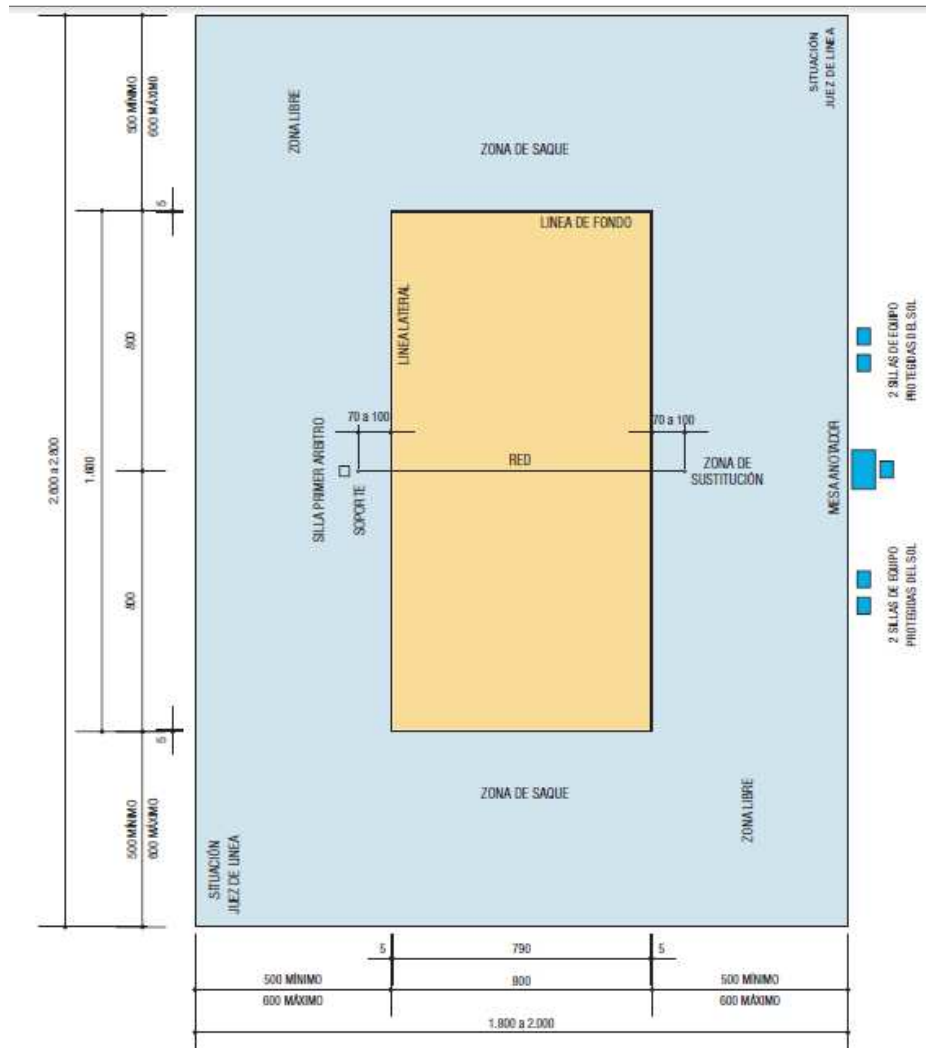 SITUACIÓN
JUEZ DE LINEA
500 MÍNIMO
600 MÁXIMO
ZONA LIBRE
ZONA DE SAQUE
5
LINEA DE FONDO
LINEA LATERAL
800
2 SILLAS DE EQUIPO
PROTEGIDAS DEL SOL
70 a 100
70 a 100
2.600 a 2.800
1.600
SILLA PRIMER ARBITRO
SOPORTE
RED
ZONA DE
SUSTITUCIÓN
MESA ANOTADOR
800
2 SILLAS DE EQUIPO
PROTEGIDAS DEL SOL
5
ZONA DE SAQUE
ZONA LIBRE
500 MÍNIMO
600 MÁXIMO
SITUACIÓN
JUEZ DE LINEA
5
790
5
500 MÍNIMO
800
500 MÍNIMO
600 MÁXIMO
600 MÁXIMO
1.800 a 2.000